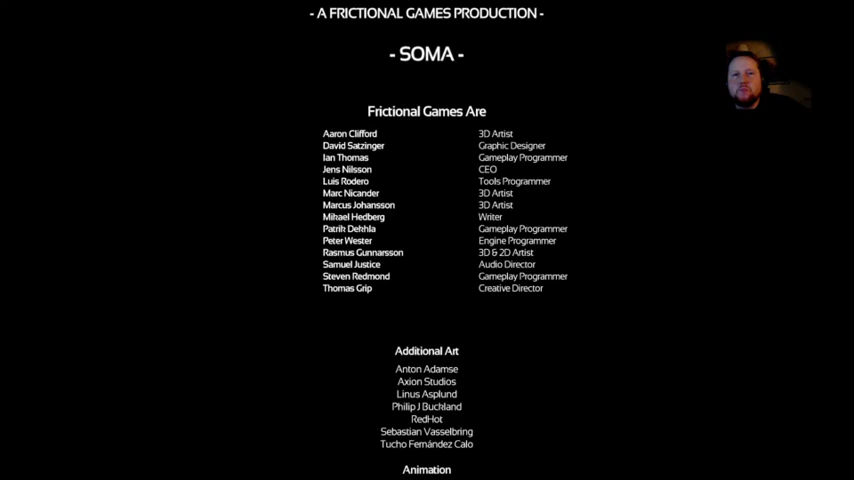 - A FRICTIONAL GAMES PRODUCTION -
- SOMA -
Frictional Games Are
Aaron Clifford 3D Artist
David Satzinger Graphic Designer
Ian Thomas Gameplay Programmer
Jens Nilsson CEO
Luis Rodero Tools Programmer
Marc Nicander 3D Artist
Marcus Johansson 3D Artist
Mikael Hedberg Writer
Patrik Dekhla Gameplay Programmer
Peter Wester Engine Programmer
Rasmus Gunnarsson 3D & 2D Artist
Samuel Justice Audio Director
Steven Redmond Gameplay Programmer
Thomas Grip Creative Director
Additional Art
Anton Adamse
Axion Studios
Linus Asplund
Philip J Buckland
RedHot
Sebastian Vasselbring
Tucho Fernández Calo
Animation